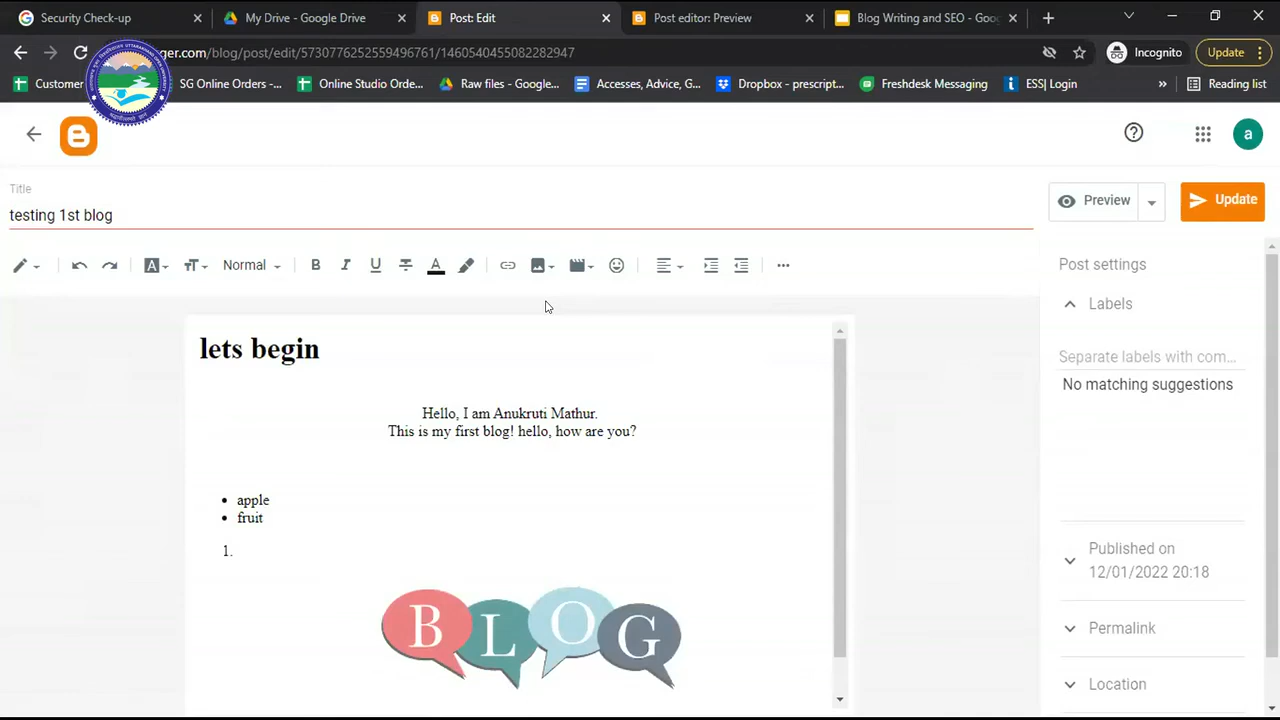 Security Check-up
My Drive - Google Drive
Post: Edit
Post editor: Preview
Blog Writing and SEO - Goo
ger.com/blog/post/edit/5730776252559496761/1460540455082282947
Incognito
Update
Custome
SG Online Orders -...
Online Studio Orde...
Raw files - Google...
Accesses, Advice, G...
Dropbox - pyp, pt...
Freshdesk Messaging
ESS| Login
Reading list
a
Title
testing 1st blog
Preview
Update
Normal
Post settings
Labels
Separate labels with com...
No matching suggestions
lets begin
Hello, I am Anukruti Mathur.
This is my first blog! hello, how are you?
• apple
• fruit
1.
BLOG
Published on
12/01/2022 20:18
Permalink
Location